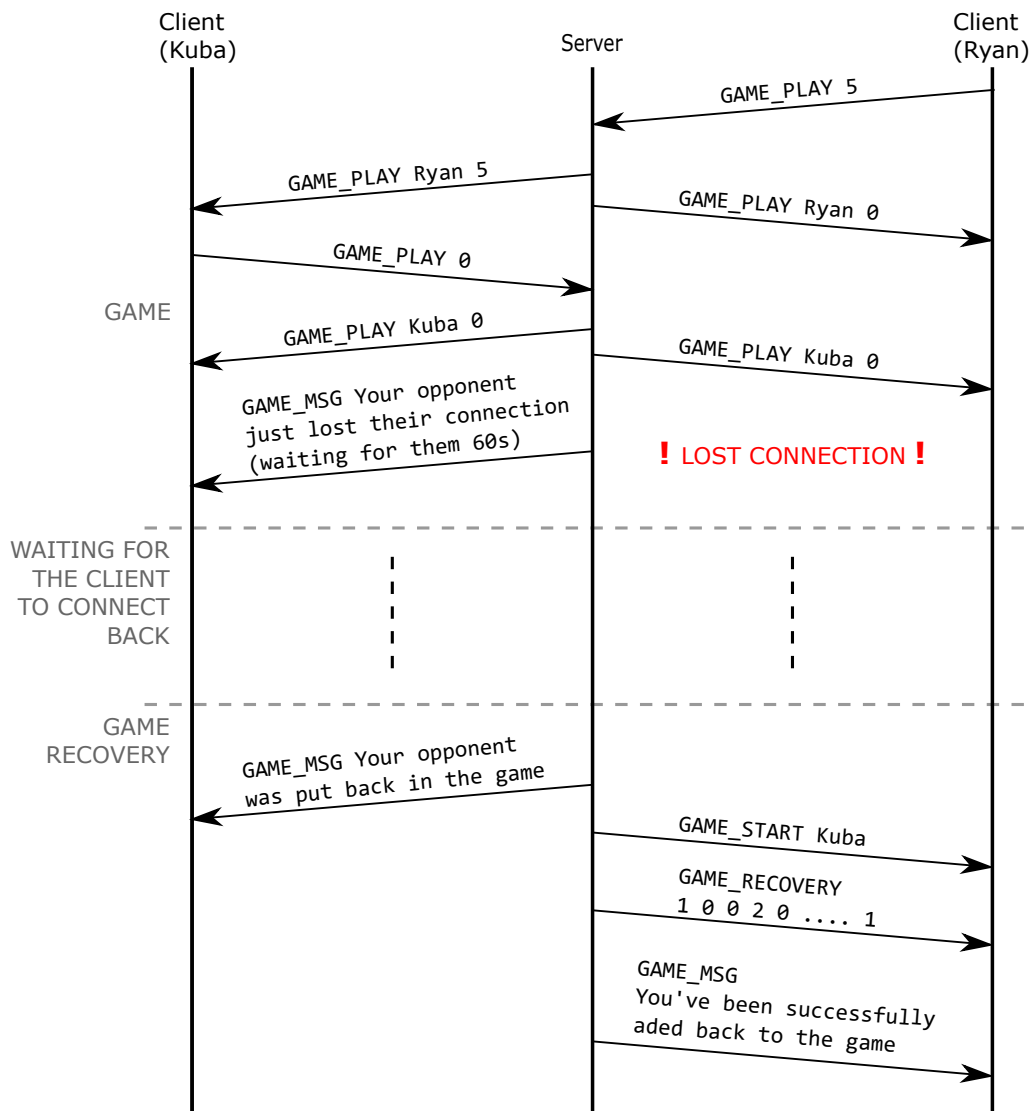 Client
(Kuba)
Server
Client
(Ryan)
GAME_PLAY 5
GAME_PLAY Ryan 5
GAME_PLAY Ryan 0
GAME_PLAY 0
GAME
GAME_PLAY Kuba 0
GAME_PLAY Kuba 0
GAME_MSG Your opponent
just lost their connection
(waiting for them 60s)
! LOST CONNECTION !
WAITING FOR
THE CLIENT
TO CONNECT
BACK
GAME
RECOVERY
GAME_MSG Your opponent
was put back in the game
GAME_START Kuba
GAME_RECOVERY
1 0 0 2 0 .... 1
GAME_MSG
You've been successfully
aded back to the game